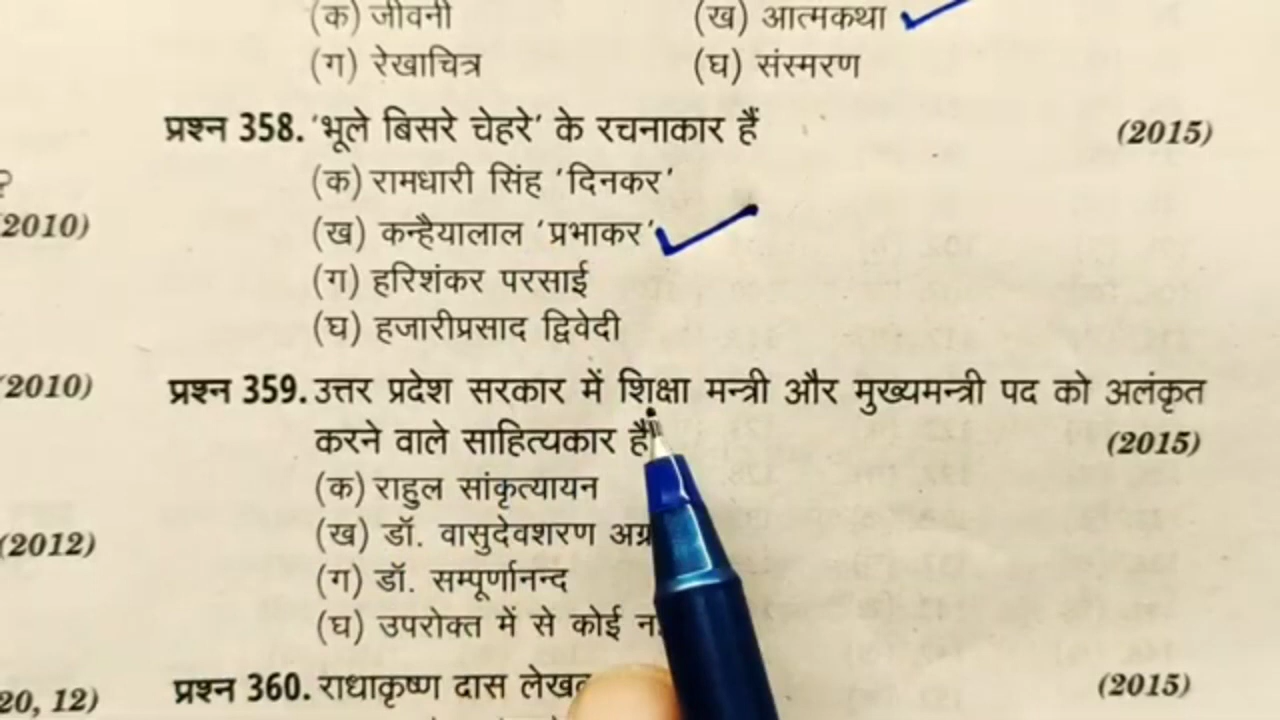 (क) जीवनी (ख) आत्मकथा
(ग) रेखाचित्र (घ) संस्मरण
प्रश्न 358. 'भूले बिसरे चेहरे' के रचनाकार हैं (2015)
(क) रामधारी सिंह 'दिनकर'
(2010)
(ख) कन्हैयालाल 'प्रभाकर'
(ग) हरिशंकर परसाई
(घ) हजारीप्रसाद द्विवेदी
(2010)
प्रश्न 359. उत्तर प्रदेश सरकार में शिक्षा मन्त्री और मुख्यमन्त्री पद को अलंकृत
करने वाले साहित्यकार हैं (2015)
(क) राहुल सांकृत्यायन
(2012)
(ख) डॉ. वासुदेवशरण
(ग) डॉ. सम्पूर्णानन्द
(घ) उपरोक्त में से कोई
20, 12)
प्रश्न 360. राधाकृष्ण दास (2015)